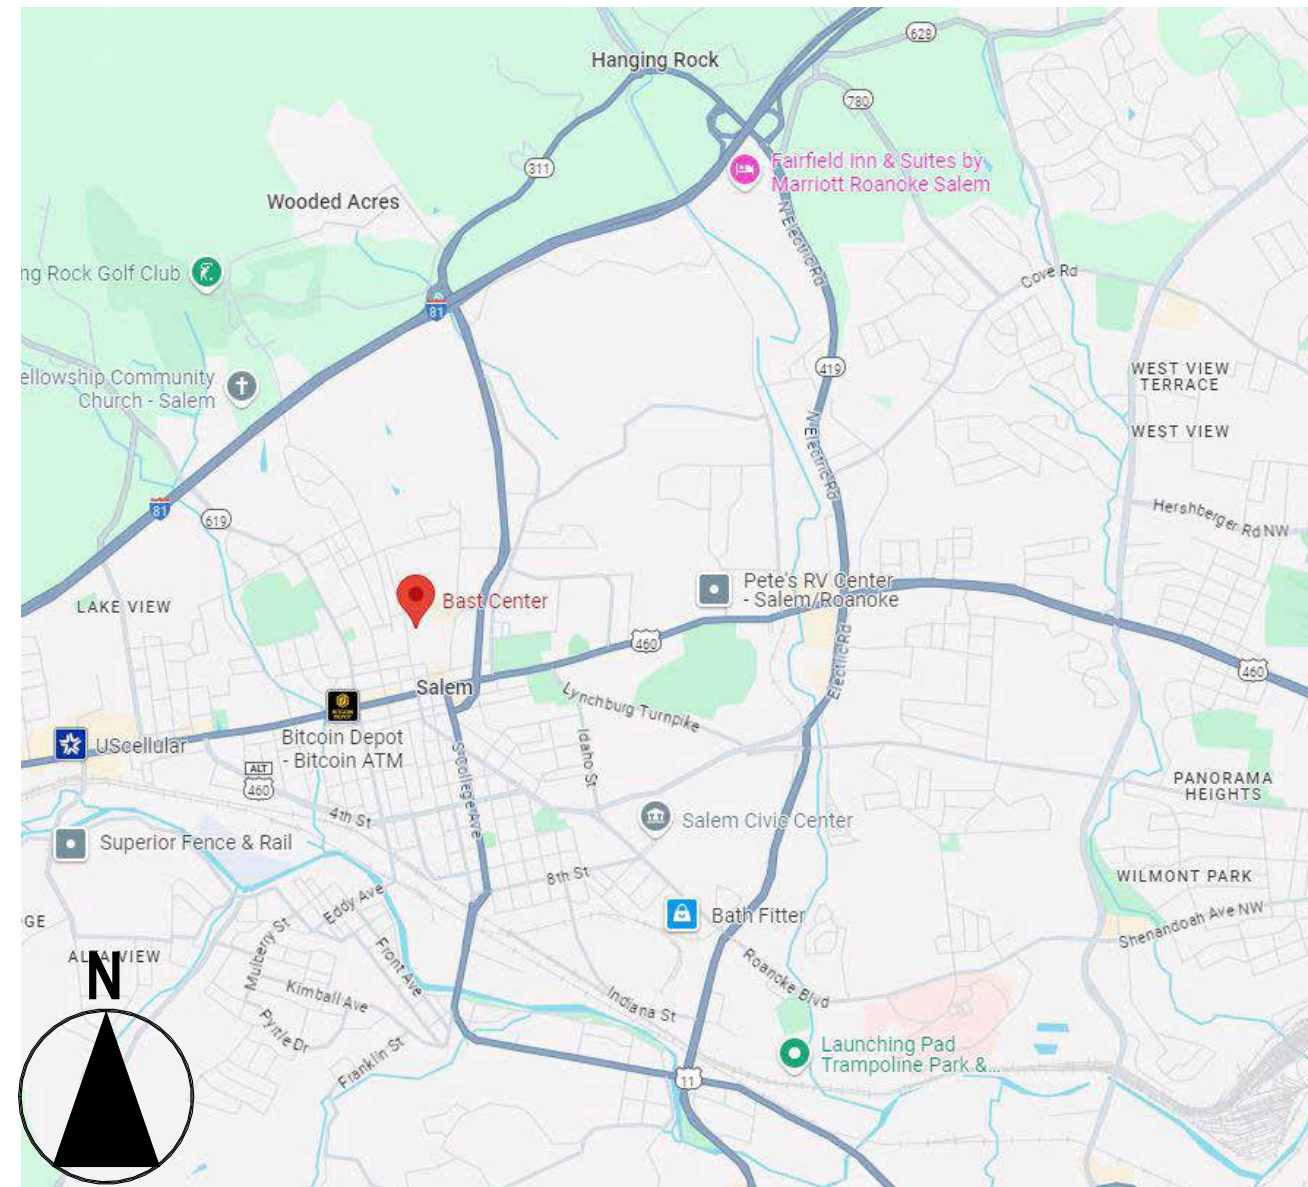 628
Hanging Rock
780
311
Fairfield Inn & Suites by
Marriott Roanoke Salem
Wooded Acres
N Electric Rd
ng Rock Golf Club
Cove Rd
81
419
ellowship Community
Church - Salem
WEST VIEW
TERRACE
WEST VIEW
N Electric Rd
81
619
Hershberger Rd NW
Pete's RV Center
- Salem/Roanoke
Bast Center
LAKE VIEW
460
Electric Rd
460
Salem
Lynchburg Turnpike
BITCOIN
DEPOT
Bitcoin Depot
- Bitcoin ATM
UScellular
S College Ave
Idaho St
ALT
460
PANORAMA
HEIGHTS
4th St
Salem Civic Center
Superior Fence & Rail
8th St
WILMONT PARK
Eddy Ave
Bath Fitter
Shenandoah Ave NW
GE
Mulberry St
Front Ave
VIEW
N
Roanoke Blvd
Kimball Ave
Indiana St
Pyrtle Dr
Franklin St
Launching Pad
Trampoline Park &...
11